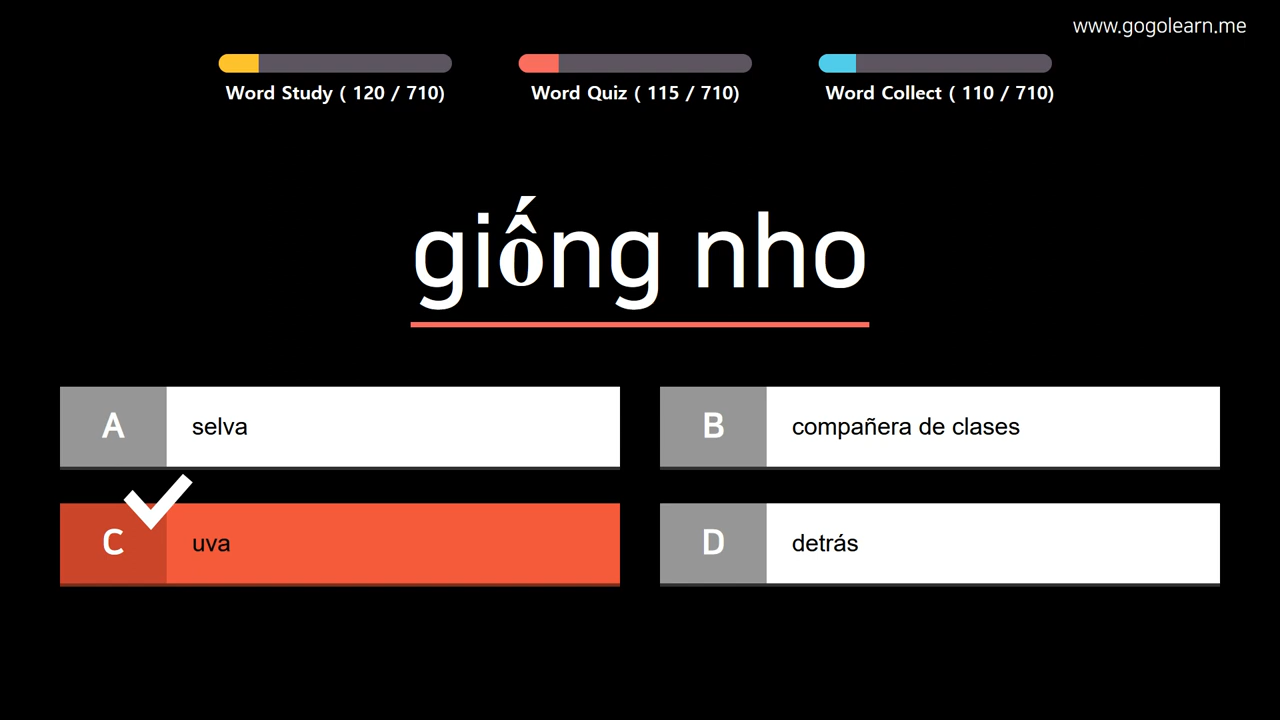 www.gogolearn.me
Word Study ( 120 / 710)
Word Quiz ( 115 / 710)
Word Collect ( 110 / 710)
giống nho
A selva
B compañera de clases
C uva
D detrás